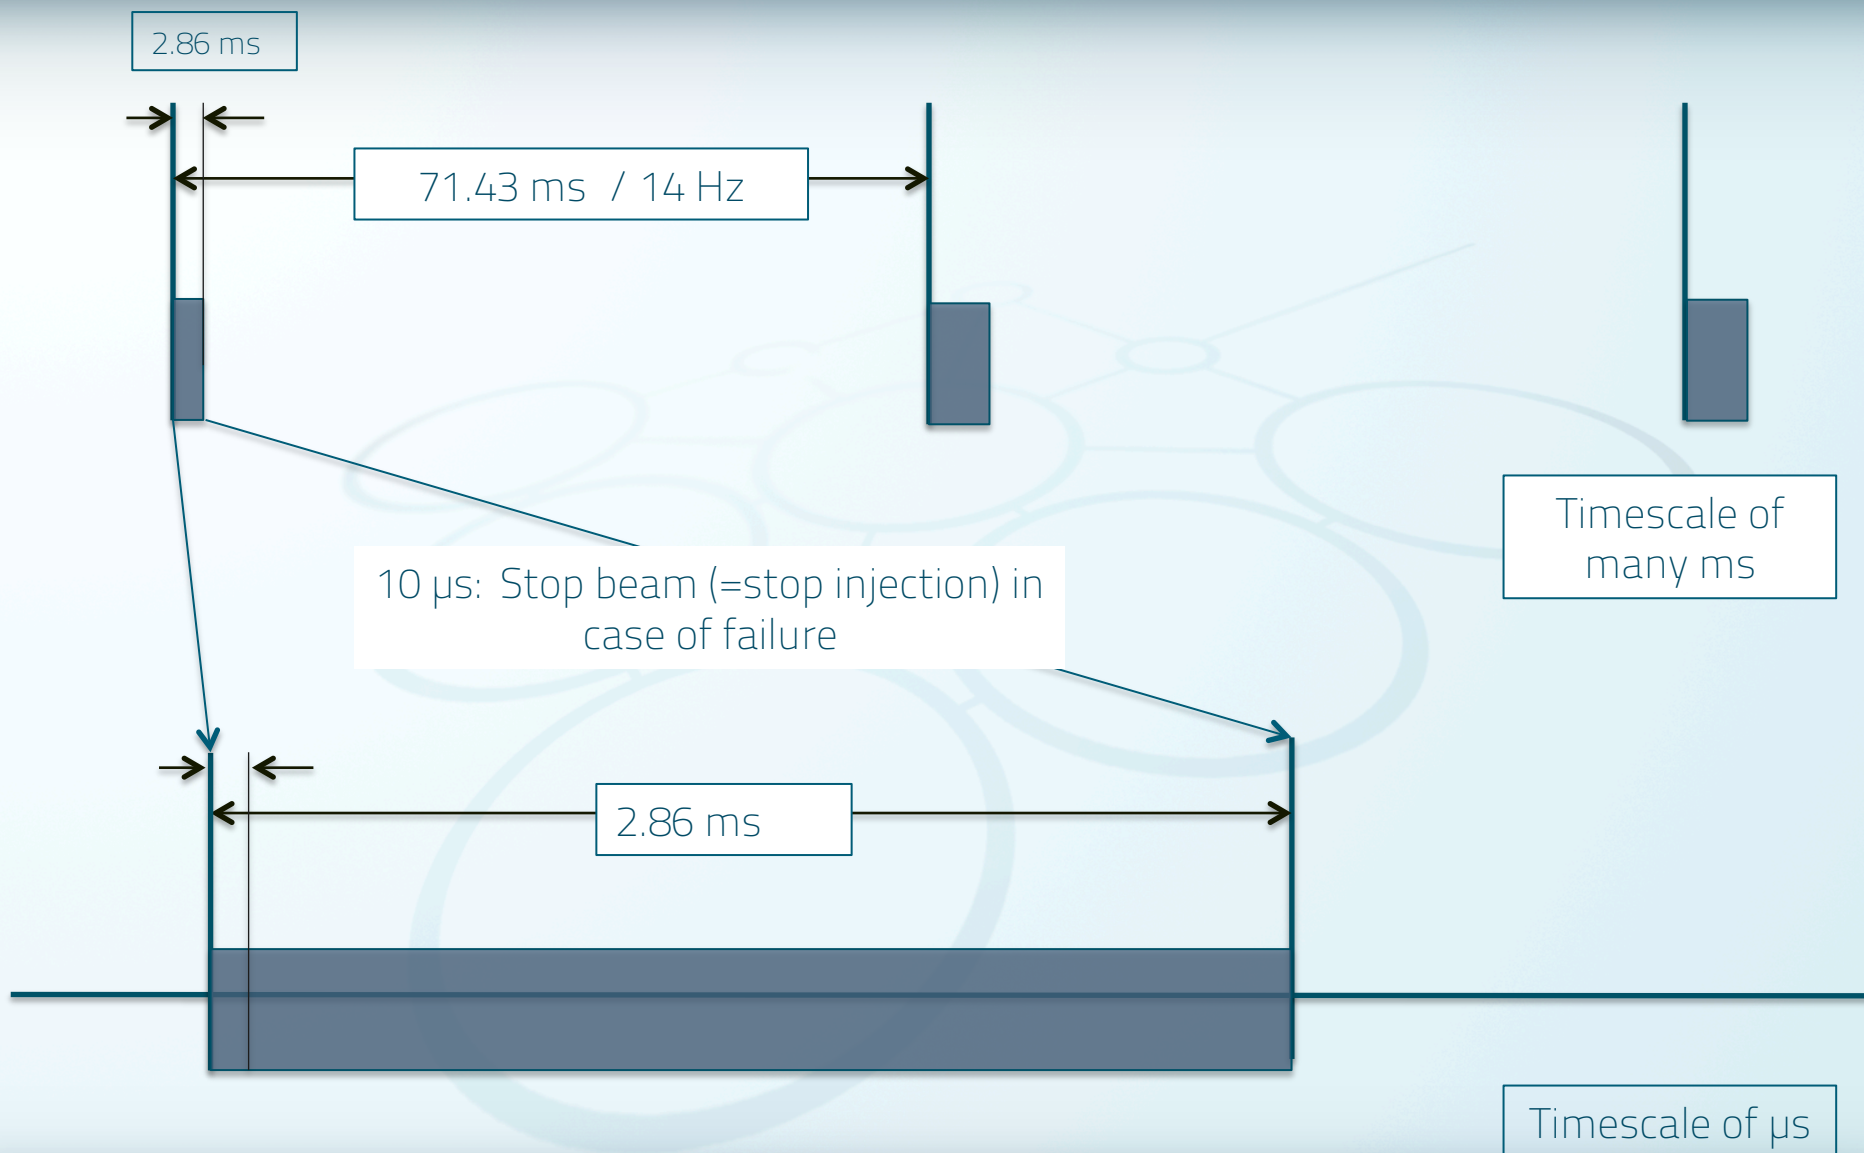 2.86 ms
71.43 ms / 14 Hz
Timescale of
many ms
10 µs: Stop beam (=stop injection) in
case of failure
2.86 ms
Timescale of µs